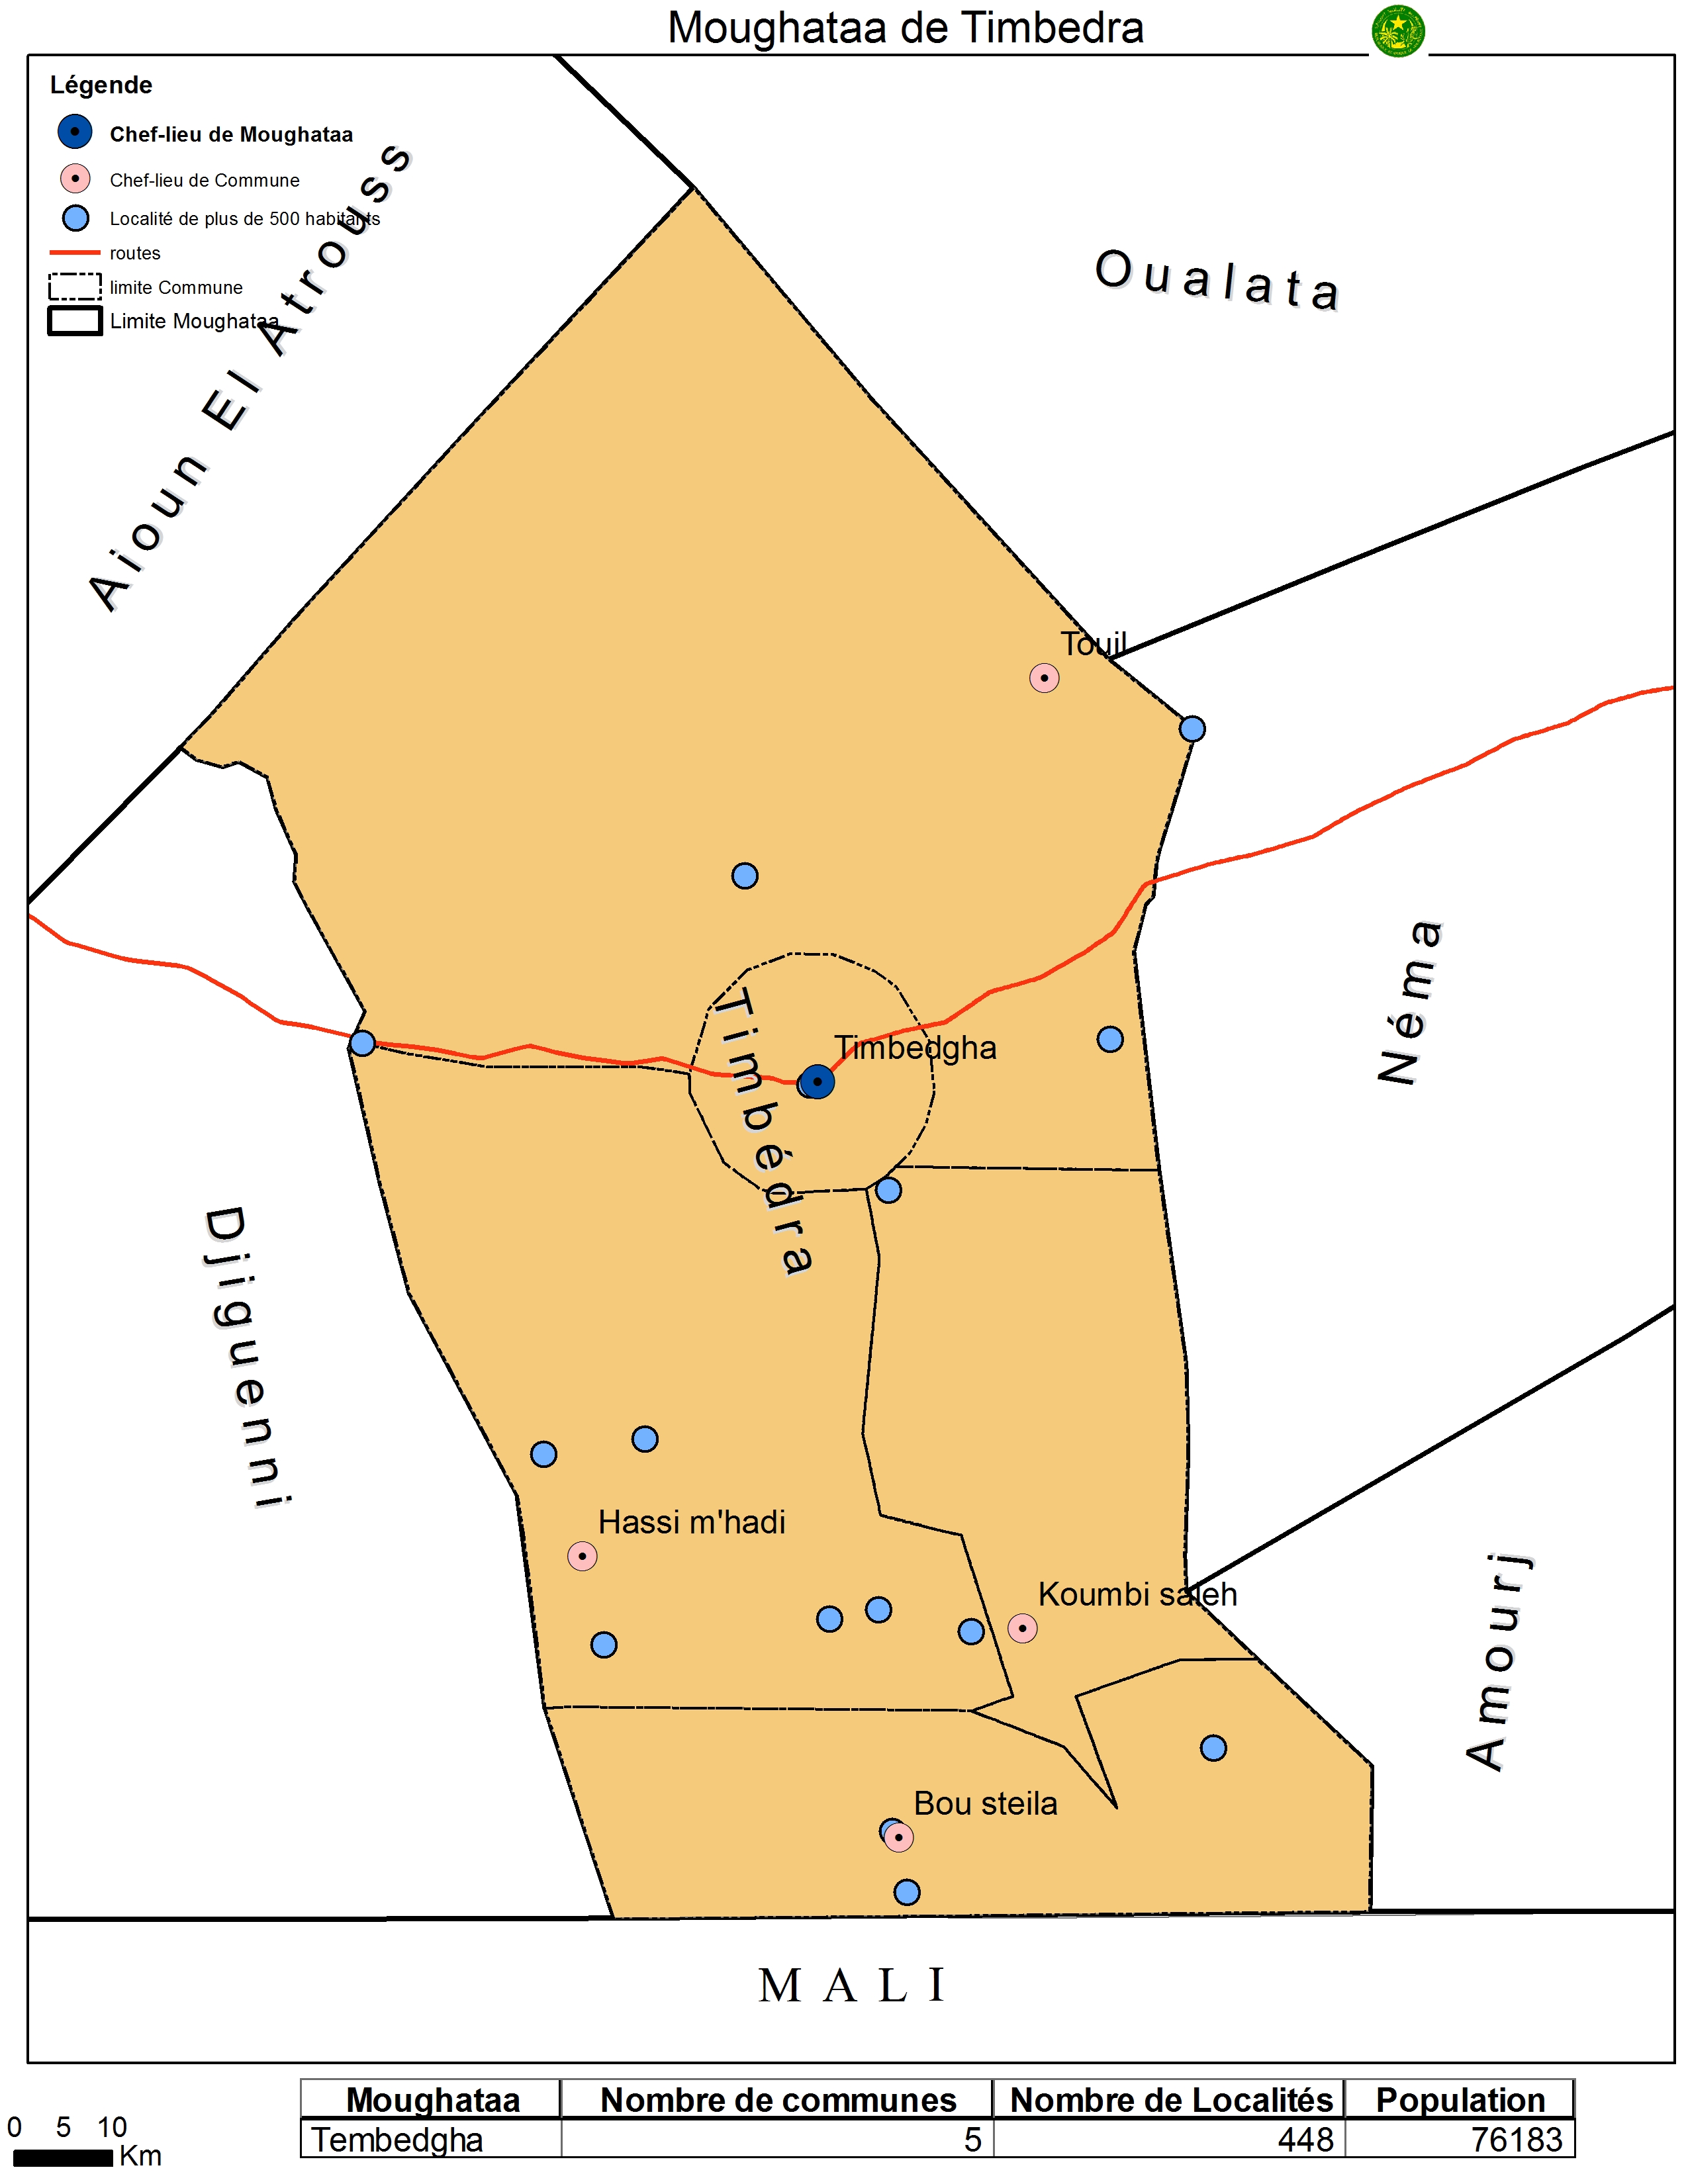 Moughataa de Timbedra
Légende
Chef-lieu de Moughataa
Chef-lieu de Commune
Localité de plus de 500 habitants
routes
limite Commune
Limite Moughataa
Aioun El Atrouss
Oualata
Touil
Néma
Timbedgha
Timbédra
Djiguenni
Hassi m'hadi
Koumbi saleh
Amourj
Bou steila
MALI
Moughataa Nombre de communes Nombre de Localités Population
Tembedgha 5 448 76183
0 5 10
Km